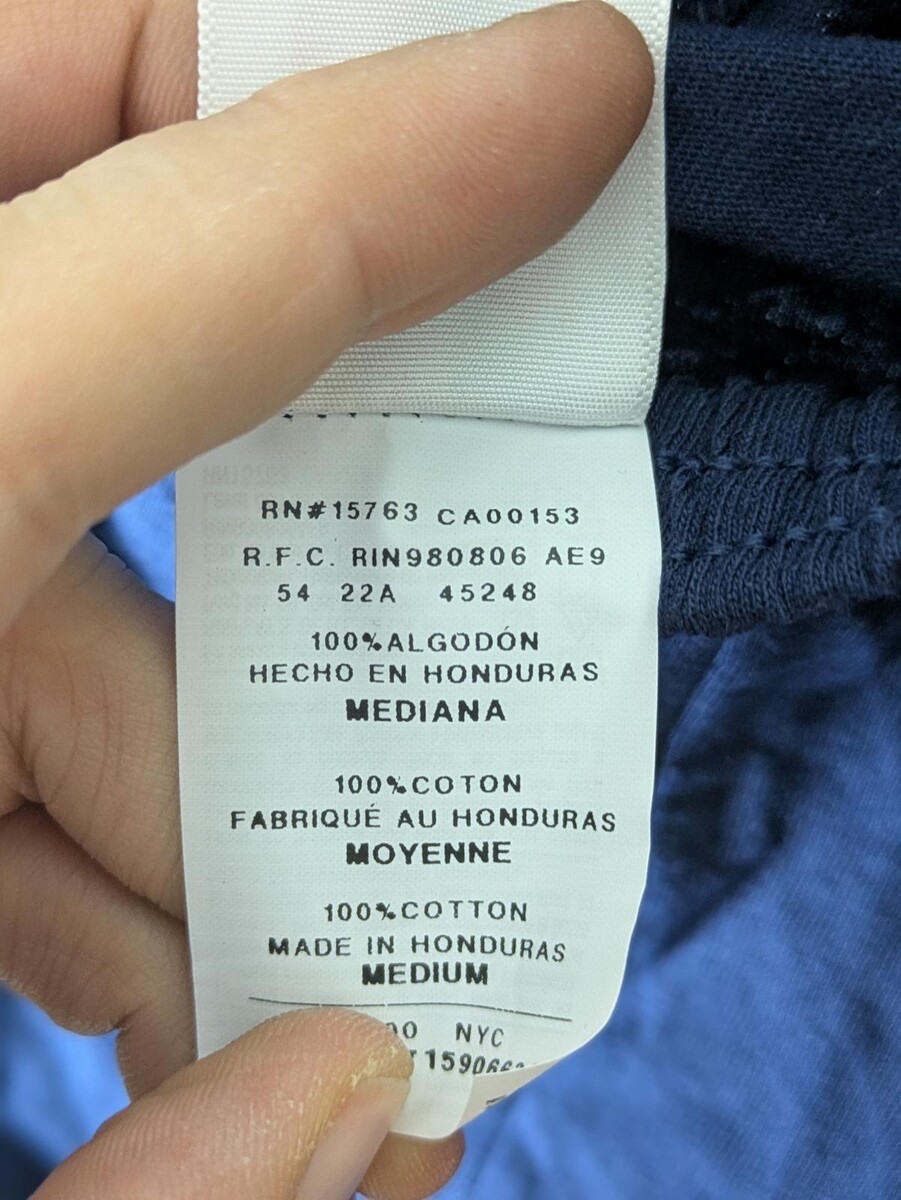 RN#15763 CA00153
R.F.C. RIN980806 AE9
54 22A 45248
100%ALGODÓN
HECHO EN HONDURAS
MEDIANA
100%COTON
FABRIQUÉ AU HONDURAS
MOYENNE
100%COTTON
MADE IN HONDURAS
MEDIUM
NYC